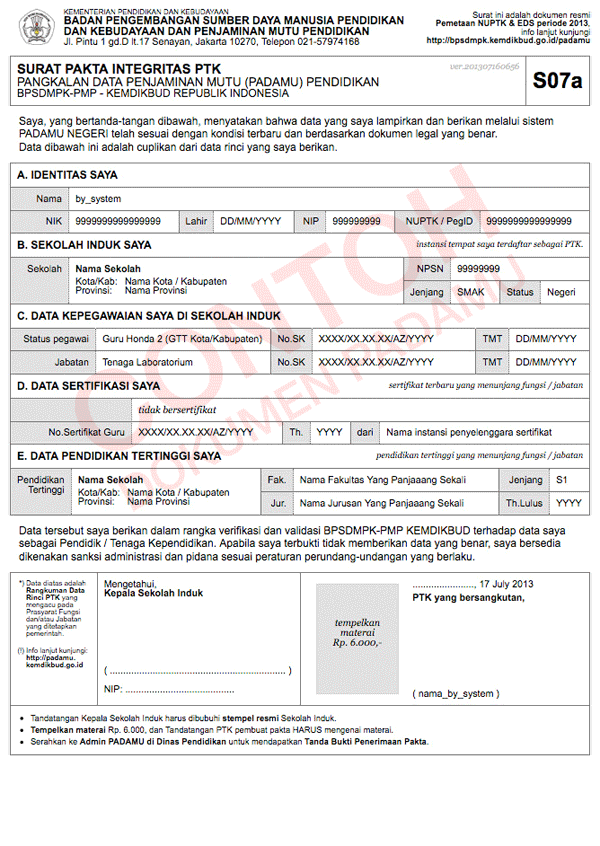 KEMENTERIAN PENDIDIKAN DAN KEBUDAYAAN
BADAN PENGEMBANGAN SUMBER DAYA MANUSIA PENDIDIKAN
DAN KEBUDAYAAN DAN PENJAMINAN MUTU PENDIDIKAN
Jl. Pintu 1 gd.D lt.17 Senayan, Jakarta 10270, Telepon 021-57974168
Surat ini adalah dokumen resmi
Pemetaan NUPTK & EDS periode 2013,
info lanjut kunjungi
http://bpsdmpk.kemdikbud.go.id/padamu
SURAT PAKTA INTEGRITAS PTK
PANGKALAN DATA PENJAMINAN MUTU (PADAMU) PENDIDIKAN
BPSDMPK-PMP - KEMDIKBUD REPUBLIK INDONESIA
ver.201307160656
S07a
Saya, yang bertanda-tangan dibawah, menyatakan bahwa data yang saya lampirkan dan berikan melalui sistem
PADAMU NEGERI telah sesuai dengan kondisi terbaru dan berdasarkan dokumen legal yang benar.
Data dibawah ini adalah cuplikan dari data rinci yang saya berikan.
A. IDENTITAS SAYA
Nama by_system
NIK 9999999999999999 Lahir DD/MM/YYYY NIP 999999999 NUPTK / PegID 9999999999999999
B. SEKOLAH INDUK SAYA instansi tempat saya terdaftar sebagai PTK.
Sekolah Nama Sekolah NPSN 99999999
Kota/Kab: Nama Kota / Kabupaten
Provinsi: Nama Provinsi Jenjang SMAK Status Negeri
C. DATA KEPEGAWAIAN SAYA DI SEKOLAH INDUK
Status pegawai Guru Honda 2 (GTT Kota/Kabupaten) No.SK XXXX/XX.XX.XX/AZ/YYYY TMT DD/MM/YYYY
Jabatan Tenaga Laboratorium No.SK XXXX/XX.XX.XX/AZ/YYYY TMT DD/MM/YYYY
D. DATA SERTIFIKASI SAYA sertifikat terbaru yang menunjang fungsi / jabatan
tidak bersertifikat
No.Sertifikat Guru XXXX/XX.XX.XX/AZ/YYYY Th. YYYY dari Nama instansi penyelenggara sertifikat
E. DATA PENDIDIKAN TERTINGGI SAYA pendidikan tertinggi yang menunjang fungsi / jabatan
Pendidikan Tertinggi Nama Sekolah Fak. Nama Fakultas Yang Panjaaang Sekali Jenjang S1
Kota/Kab: Nama Kota / Kabupaten
Provinsi: Nama Provinsi Jur. Nama Jurusan Yang Panjaaang Sekali Th.Lulus YYYY
CONTOH
DOKUMEN PADAMU
Data tersebut saya berikan dalam rangka verifikasi dan validasi BPSDMPK-PMP KEMDIKBUD terhadap data saya
sebagai Pendidik / Tenaga Kependidikan. Apabila saya terbukti tidak memberikan data yang benar, saya bersedia
dikenakan sanksi administrasi dan pidana sesuai peraturan perundang-undangan yang berlaku.
*) Data diatas adalah
Rangkuman Data
Rinci PTK yang
mengacu pada
Prasyarat Fungsi
dan/atau Jabatan
yang ditetapkan
pemerintah.
(!) Info lanjut kunjungi:
http://padamu.
kemdikbud.go.id
Mengetahui,
Kepala Sekolah Induk
( ................................................................ )
NIP: ........................................
tempelkan
materai
Rp. 6.000,-
......................, 17 July 2013
PTK yang bersangkutan,
( nama_by_system )
• Tandatangan Kepala Sekolah Induk harus dibubuhi stempel resmi Sekolah Induk.
• Tempelkan materai Rp. 6.000, dan Tandatangan PTK pembuat pakta HARUS mengenai materai.
• Serahkan ke Admin PADAMU di Dinas Pendidikan untuk mendapatkan Tanda Bukti Penerimaan Pakta.